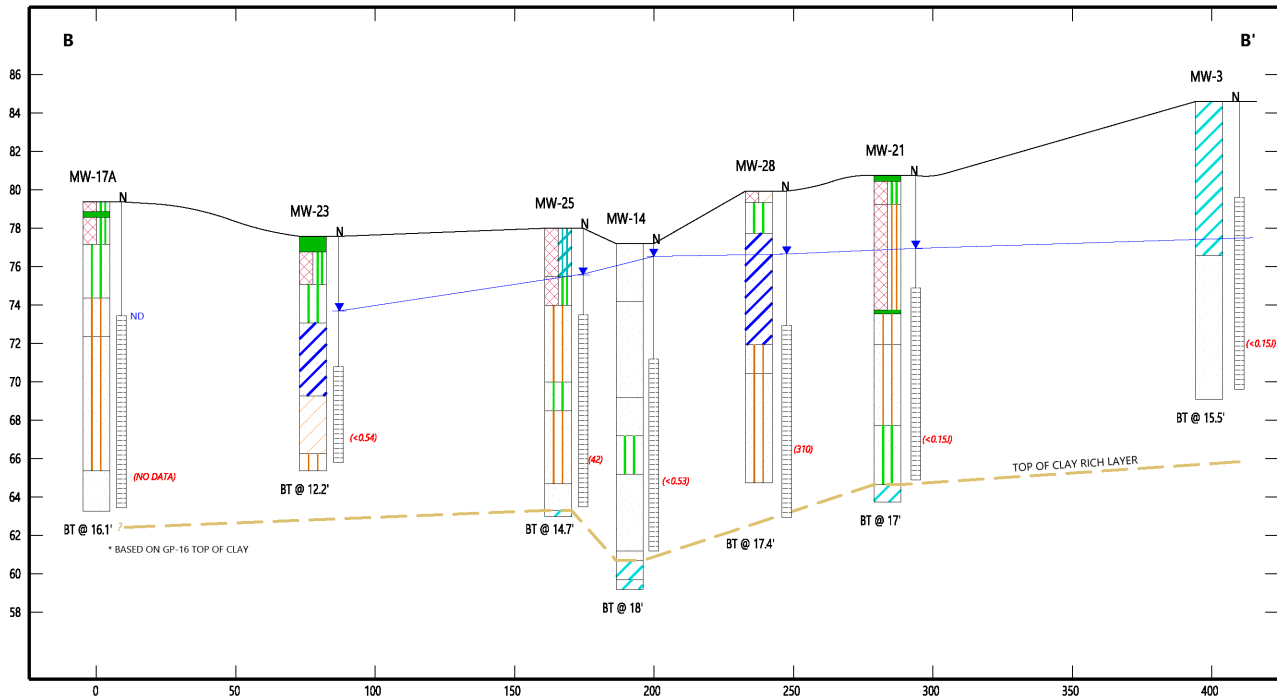 B
B'
MW-3
MW-21
MW-28
MW-17A
MW-25
MW-23
MW-14
N
N
N
N
N
N
N
86
84
82
80
78
76
74
72
70
68
66
64
62
60
58
ND
(<0.15J)
(<0.54)
(<0.15J)
(310)
(42)
(NO DATA)
(<0.53)
BT @ 15.5'
TOP OF CLAY RICH LAYER
BT @ 12.2'
BT @ 16.1'
?
BT @ 14.7'
BT @ 17'
BT @ 17.4'
* BASED ON GP-16 TOP OF CLAY
BT @ 18'
0
50
100
150
200
250
300
350
400